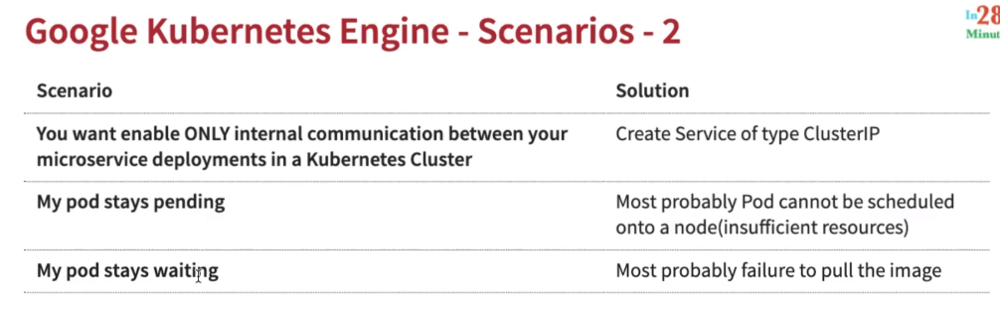 Google Kubernetes Engine - Scenarios - 2
In28
Minut
Scenario
Solution
You want enable ONLY internal communication between your
microservice deployments in a Kubernetes Cluster
Create Service of type ClusterIP
My pod stays pending
Most probably Pod cannot be scheduled
onto a node(insufficient resources)
My pod stays waiting
Most probably failure to pull the image